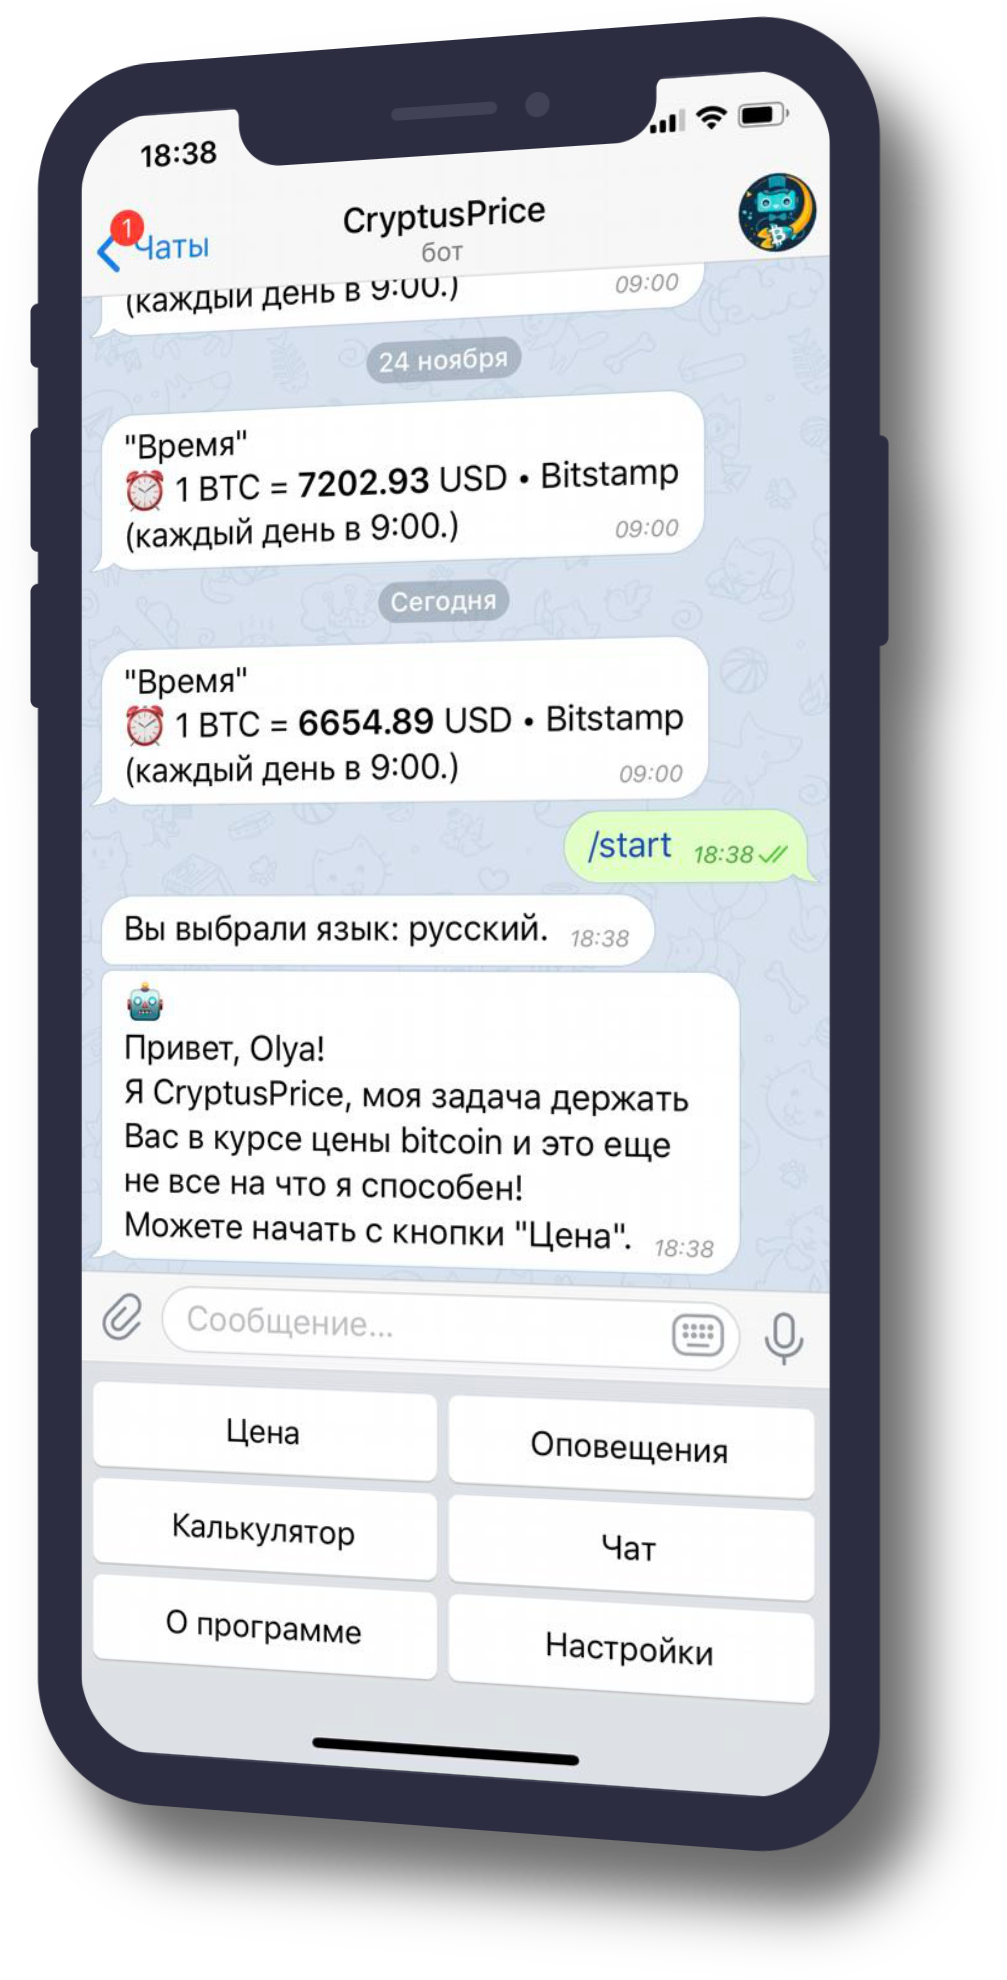 18:38
1
Чаты
CryptusPrice
бот
(каждый день в 9:00.)
09:00
24 ноября
"Время"
⏰ 1 BTC = 7202.93 USD • Bitstamp
(каждый день в 9:00.)
09:00
Сегодня
"Время"
⏰ 1 BTC = 6654.89 USD • Bitstamp
(каждый день в 9:00.)
09:00
/start 18:38
Вы выбрали язык: русский. 18:38
🤖
Привет, Olya!
Я CryptusPrice, моя задача держать
Вас в курсе цены bitcoin и это еще
не все на что я способен!
Можете начать с кнопки "Цена". 18:38
Сообщение...
Цена
Оповещения
Калькулятор
Чат
О программе
Настройки